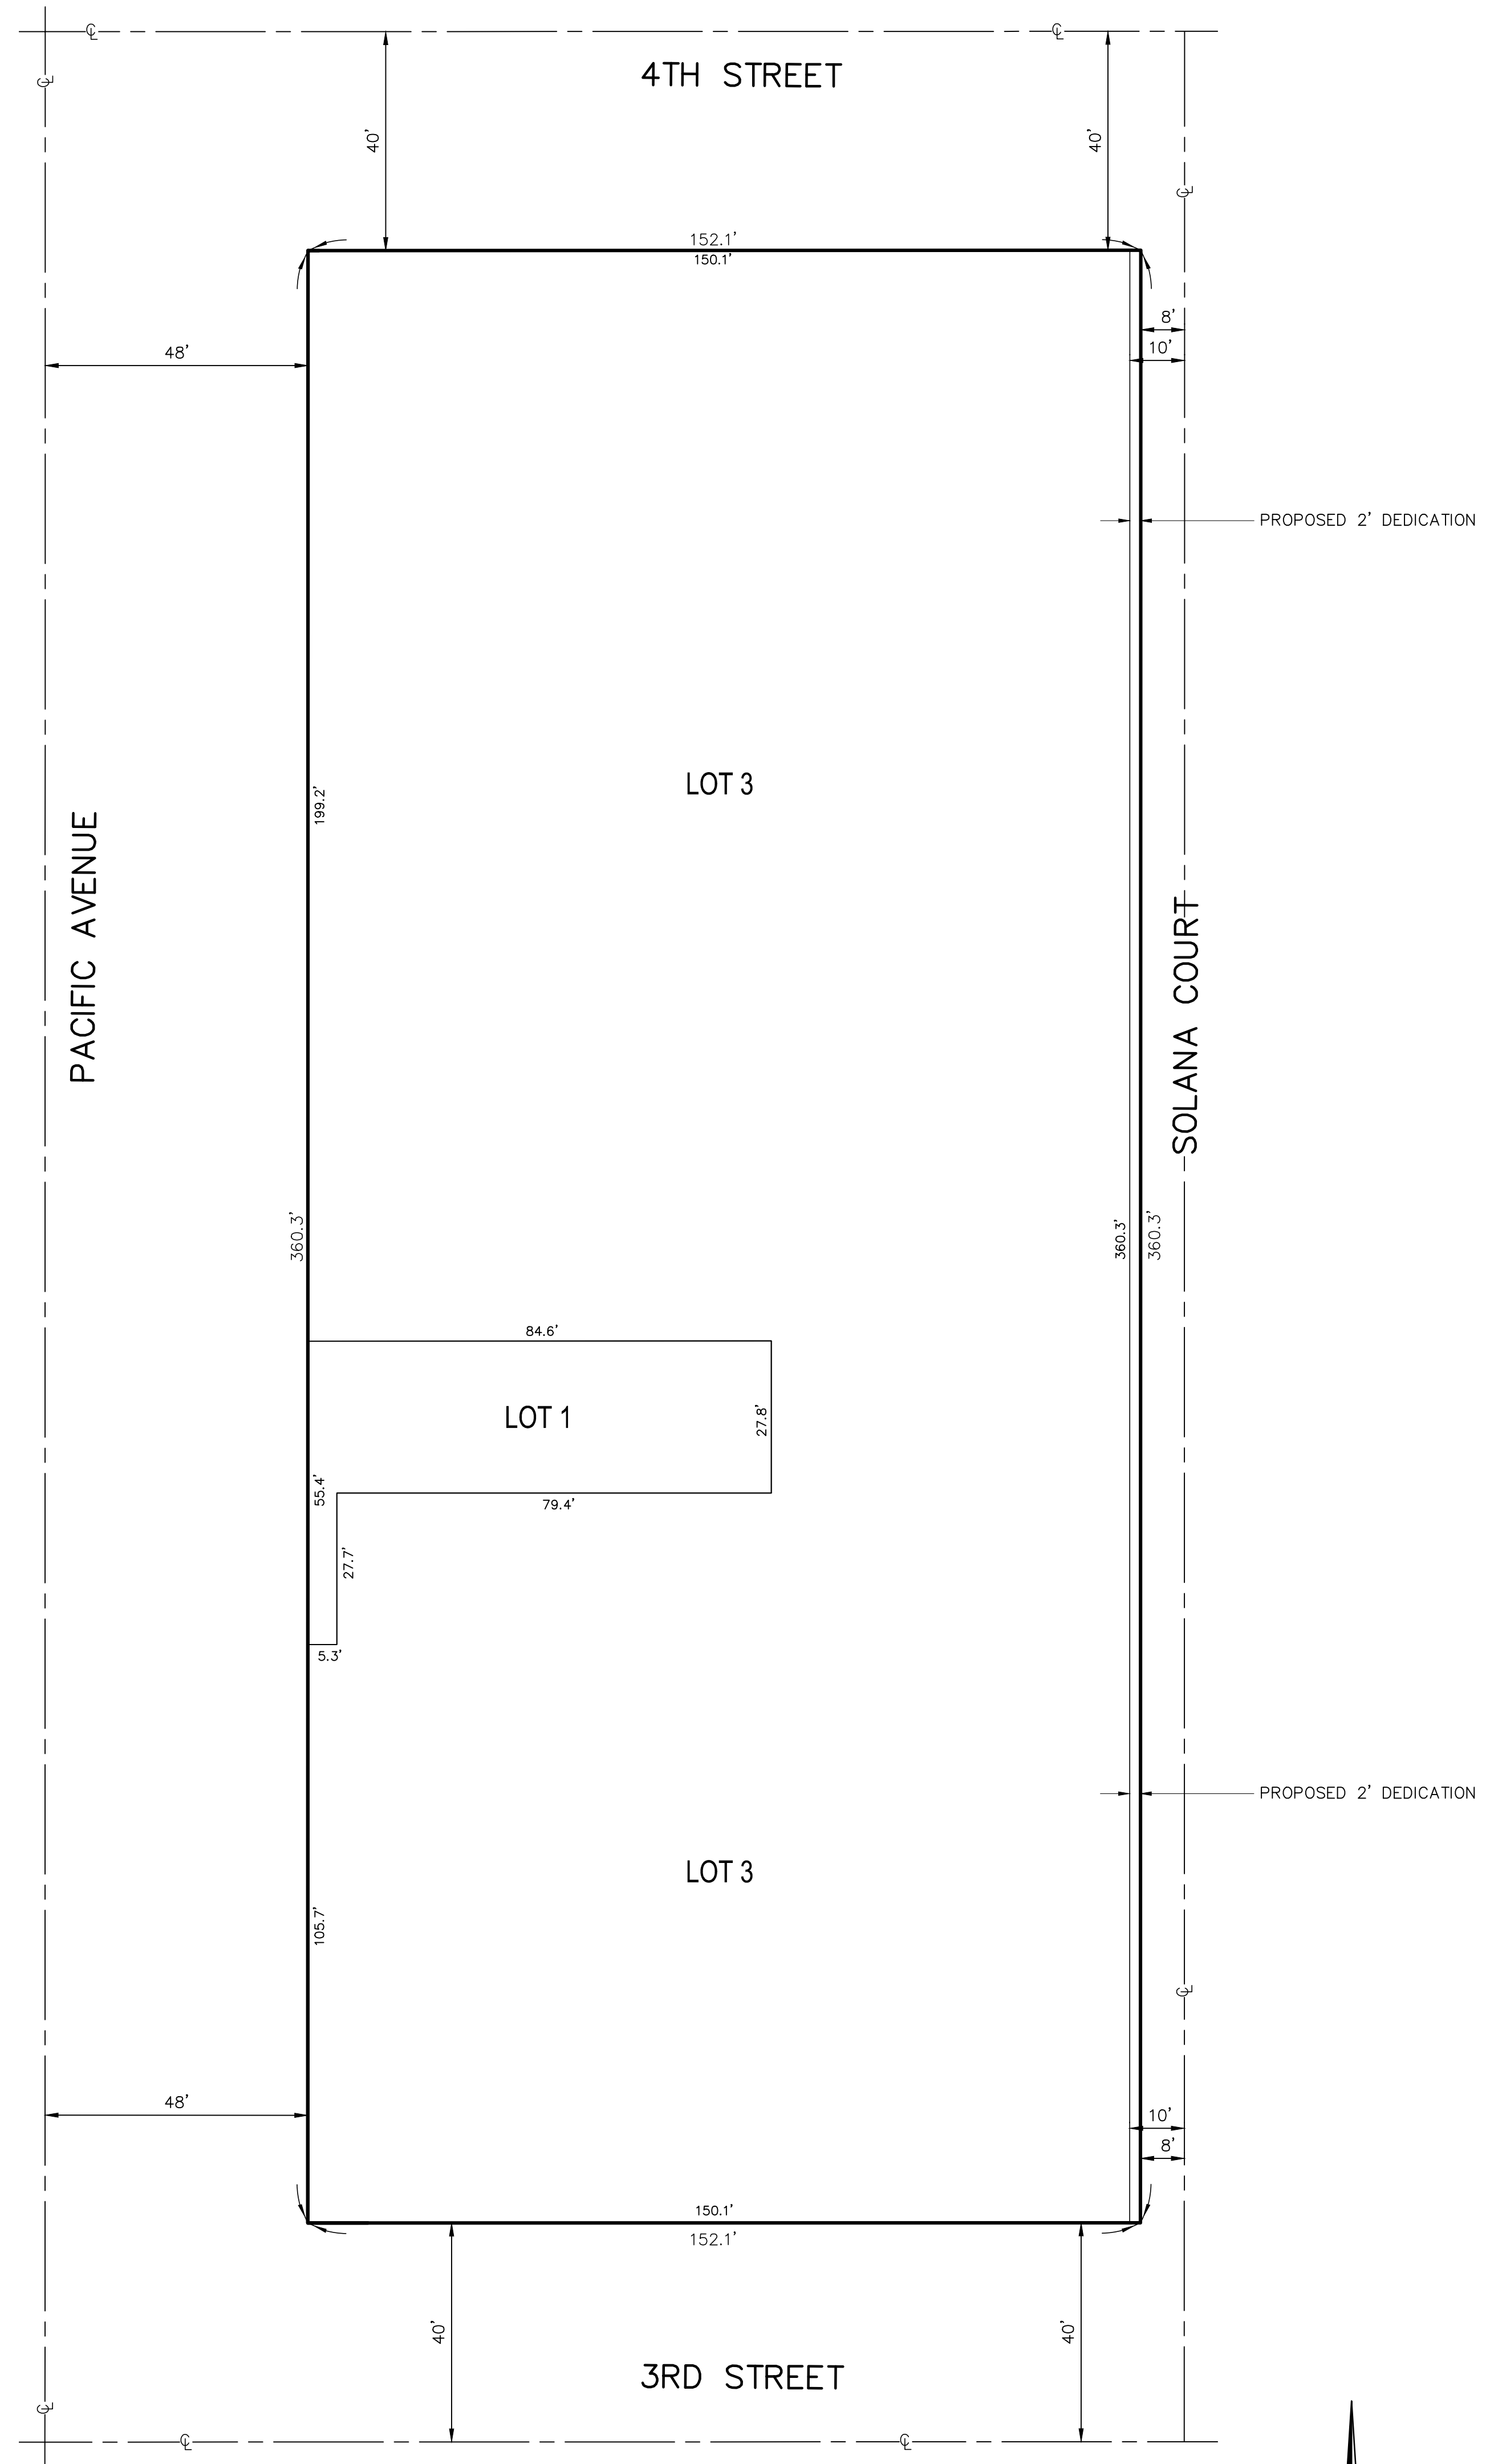 ℄ ℄
℄
4TH STREET
40' 40'
℄
152.1'
150.1'
8'
10'
48'
PROPOSED 2' DEDICATION
LOT 3
199.2'
PACIFIC AVENUE
SOLANA COURT
360.3' 360.3' 360.3'
84.6'
LOT 1
27.8'
55.4'
79.4'
27.7'
5.3'
PROPOSED 2' DEDICATION
LOT 3
105.7'
℄
48'
10'
8'
150.1'
152.1'
40' 40'
3RD STREET
℄
℄ ℄